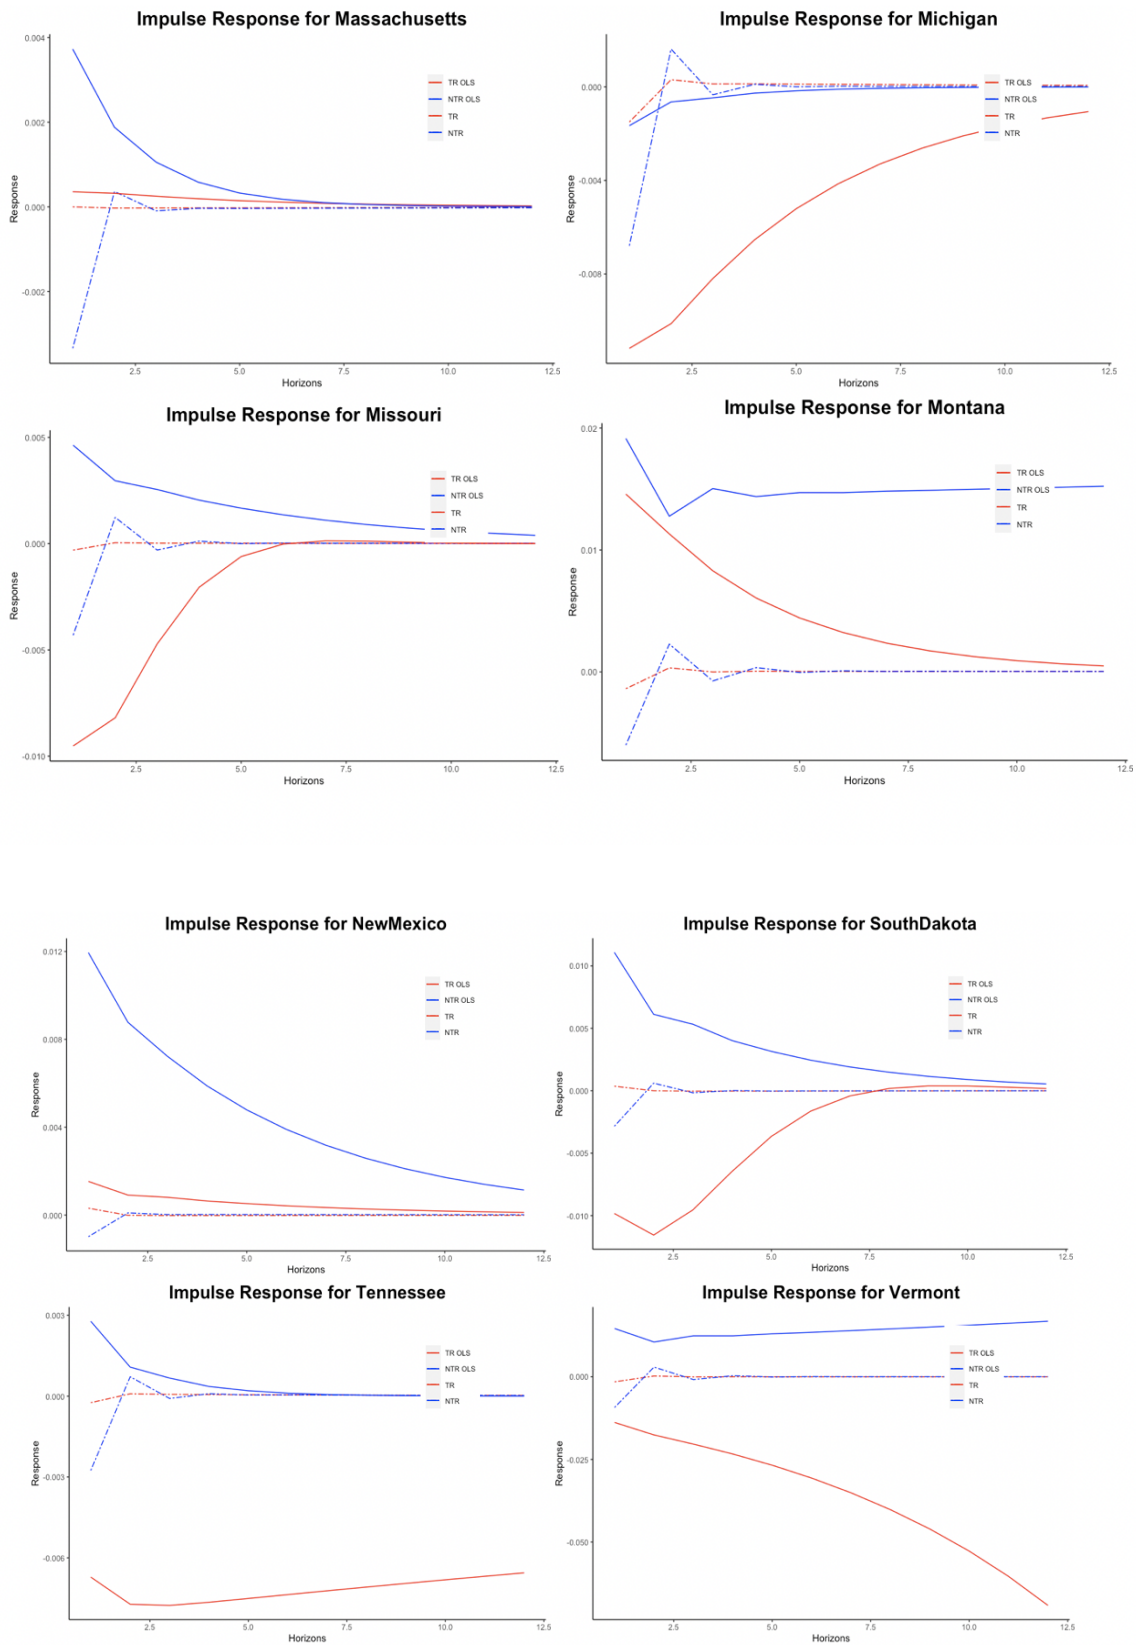 Impulse Response for Massachusetts
0.004
0.002
0.000
-0.002
Response
TR OLS
NTR OLS
TR
NTR
2.5 5.0 7.5 10.0 12.5
Horizons
Impulse Response for Michigan
0.000
-0.004
-0.008
Response
TR OLS
NTR OLS
TR
NTR
2.5 5.0 7.5 10.0 12.5
Horizons
Impulse Response for Missouri
0.005
0.000
-0.005
-0.010
Response
TR OLS
NTR OLS
TR
NTR
2.5 5.0 7.5 10.0 12.5
Horizons
Impulse Response for Montana
0.02
0.01
0.00
Response
TR OLS
NTR OLS
TR
NTR
2.5 5.0 7.5 10.0 12.5
Horizons
Impulse Response for NewMexico
0.012
0.008
0.004
0.000
Response
TR OLS
NTR OLS
TR
NTR
2.5 5.0 7.5 10.0 12.5
Horizons
Impulse Response for SouthDakota
0.010
0.005
0.000
-0.005
-0.010
Response
TR OLS
NTR OLS
TR
NTR
2.5 5.0 7.5 10.0 12.5
Horizons
Impulse Response for Tennessee
0.003
0.000
-0.003
-0.006
Response
TR OLS
NTR OLS
TR
NTR
2.5 5.0 7.5 10.0 12.5
Horizons
Impulse Response for Vermont
0.000
-0.025
-0.050
Response
TR OLS
NTR OLS
TR
NTR
2.5 5.0 7.5 10.0 12.5
Horizons